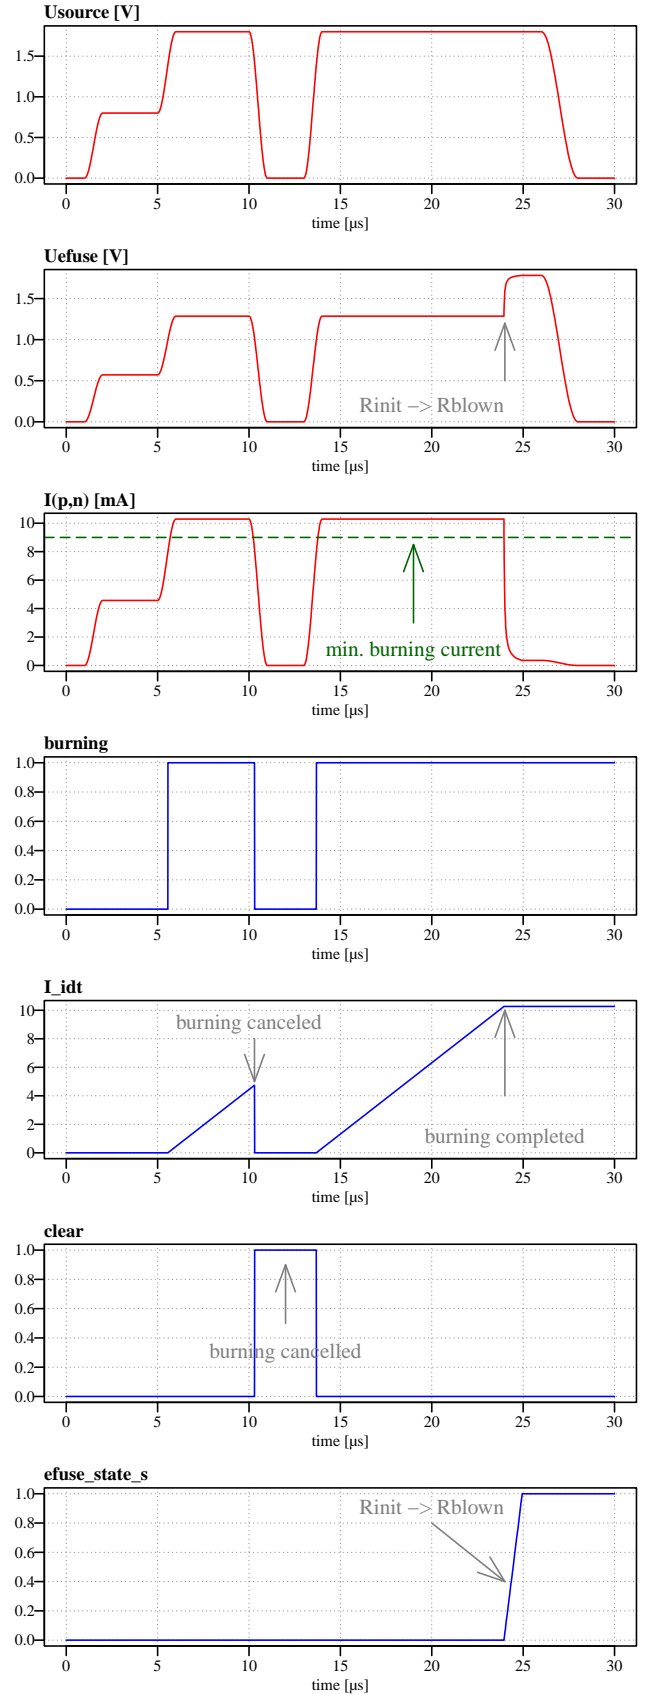 Usource [V]
1.5
1.0
0.5
0.0
0 5 10 15 20 25 30
time [µs]
Uefuse [V]
1.5
1.0
0.5
0.0
Rinit −> Rblown
0 5 10 15 20 25 30
time [µs]
I(p,n) [mA]
10
8
6
4
2
0
min. burning current
0 5 10 15 20 25 30
time [µs]
burning
1.0
0.8
0.6
0.4
0.2
0.0
0 5 10 15 20 25 30
time [µs]
I_idt
10
8
6
4
2
0
burning canceled
burning completed
0 5 10 15 20 25 30
time [µs]
clear
1.0
0.8
0.6
0.4
0.2
0.0
burning cancelled
0 5 10 15 20 25 30
time [µs]
efuse_state_s
1.0
0.8
0.6
0.4
0.2
0.0
Rinit −> Rblown
0 5 10 15 20 25 30
time [µs]